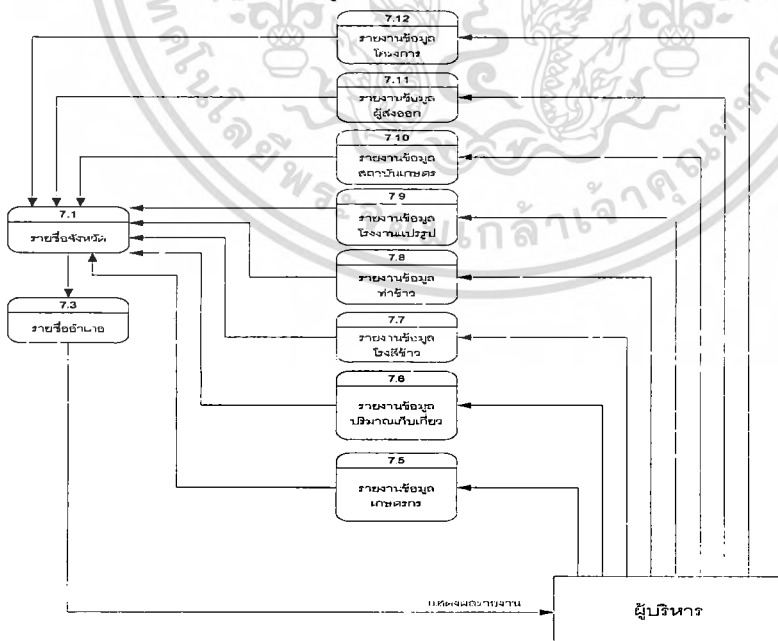 7.12
รายงานข้อมูล
โครงการ
7.11
รายงานข้อมูล
ผู้ส่งออก
7 10
รายงานข้อมูล
สถาบันเกษตร
7 9
รายงานข้อมูล
โรงงานแปรรูป
7.1
รายชื่อจังหวัด
7.8
รายงานข้อมูล
ท่าข้าว
7.3
รายชื่ออำเภอ
7.7
รายงานข้อมูล
โรงสีข้าว
7.6
รายงานข้อมูล
ปริมาณเก็บเกี่ยว
7.5
รายงานข้อมูล
เกษตรกร
แสดงผลรายงาน
ผู้บริหาร